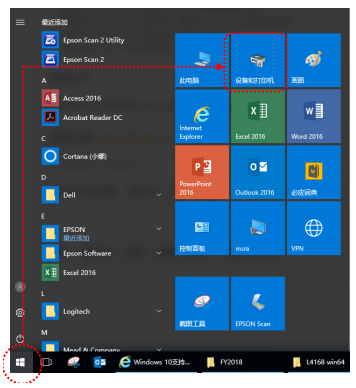 最近添加
Epson Scan 2 Utility
Epson Scan 2
A
Access 2016
Acrobat Reader DC
C
Cortana (小娜)
D
Dell
E
EPSON
最近添加
Epson Software
Excel 2016
L
Logitech
M
Mead & Company
此电脑
设备和打印机
画图
Internet
Explorer
Excel 2016
Word 2016
PowerPoint
2016
Outlook 2016
必应词典
控制面板
msra
VPN
截图工具
EPSON Scan
Windows 10支持...
FY2018
L4168 win64